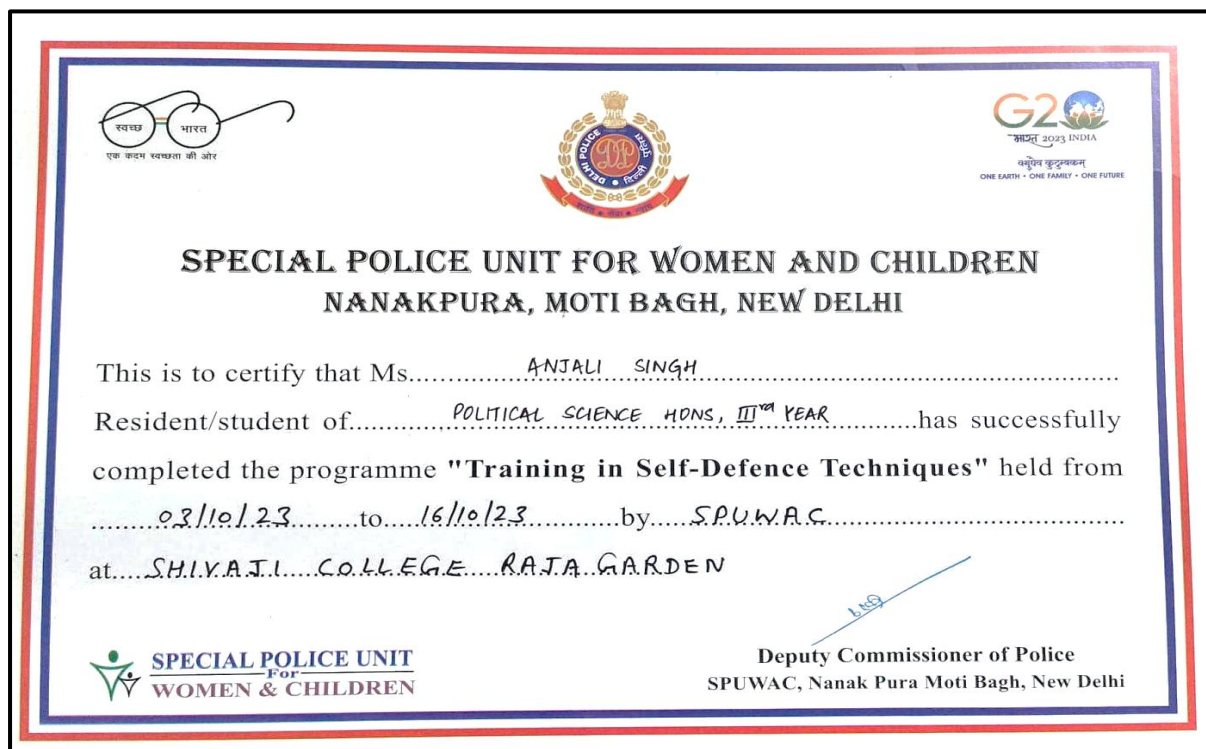 स्वच्छ भारत
एक कदम स्वच्छता की ओर
DELHI POLICE दिल्ली पुलिस
DP
शांति • सेवा • न्याय
G20
भारत 2023 INDIA
वसुधैव कुटुम्बकम्
ONE EARTH • ONE FAMILY • ONE FUTURE
SPECIAL POLICE UNIT FOR WOMEN AND CHILDREN
NANAKPURA, MOTI BAGH, NEW DELHI
This is to certify that Ms. ANJALI SINGH
Resident/student of POLITICAL SCIENCE HONS, IIIrd YEAR has successfully
completed the programme "Training in Self-Defence Techniques" held from
03/10/23 to 16/10/23 by SPUWAC
at SHIVAJI COLLEGE RAJA GARDEN
SPECIAL POLICE UNIT
For
WOMEN & CHILDREN
Deputy Commissioner of Police
SPUWAC, Nanak Pura Moti Bagh, New Delhi